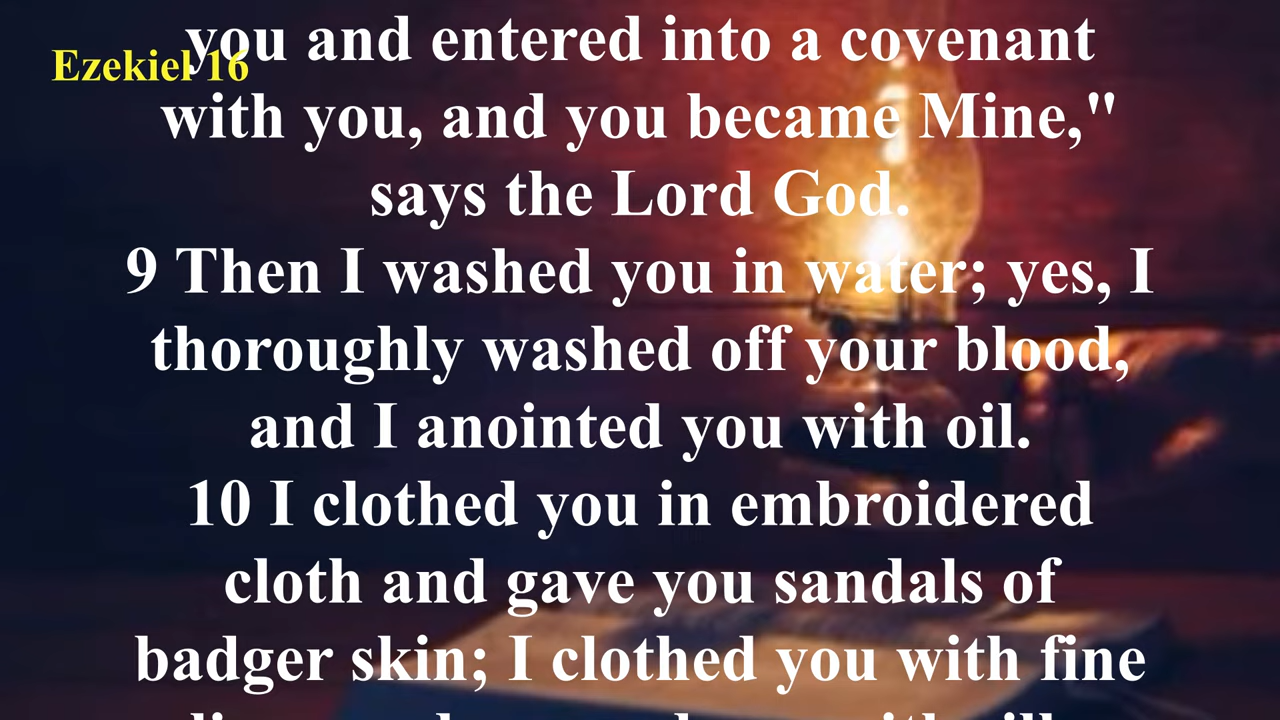 you and entered into a covenant
Ezekiel 16
with you, and you became Mine,"
says the Lord God.
9 Then I washed you in water; yes, I
thoroughly washed off your blood,
and I anointed you with oil.
10 I clothed you in embroidered
cloth and gave you sandals of
badger skin; I clothed you with fine